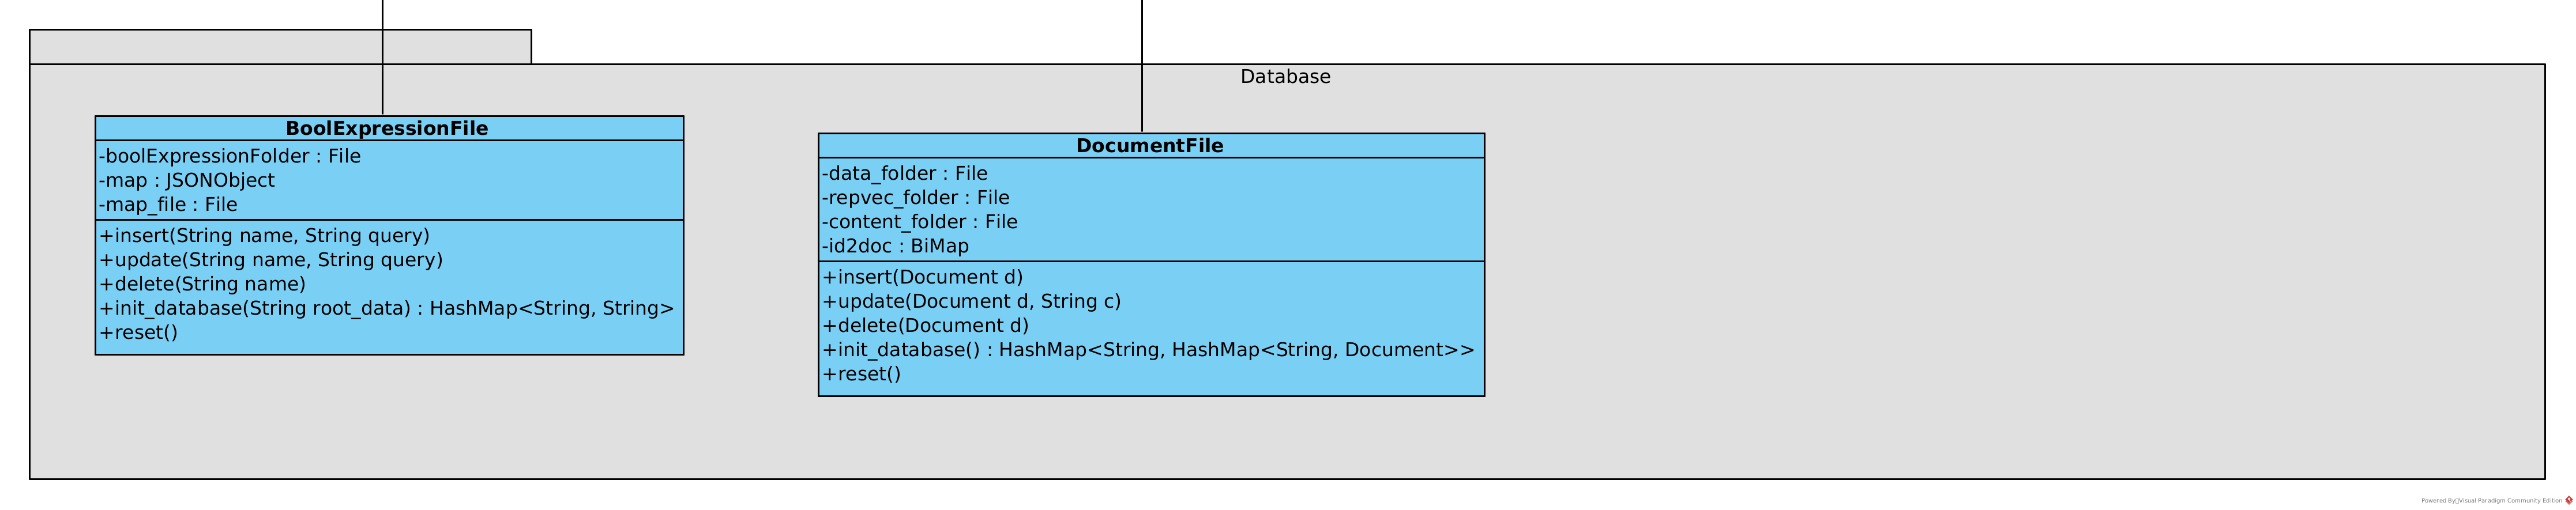 Database
BoolExpressionFile
-boolExpressionFolder : File
-map : JSONObject
-map_file : File
+insert(String name, String query)
+update(String name, String query)
+delete(String name)
+init_database(String root_data) : HashMap<String, String>
+reset()
DocumentFile
-data_folder : File
-repvec_folder : File
-content_folder : File
-id2doc : BiMap
+insert(Document d)
+update(Document d, String c)
+delete(Document d)
+init_database() : HashMap<String, HashMap<String, Document>>
+reset()
Powered By Visual Paradigm Community Edition